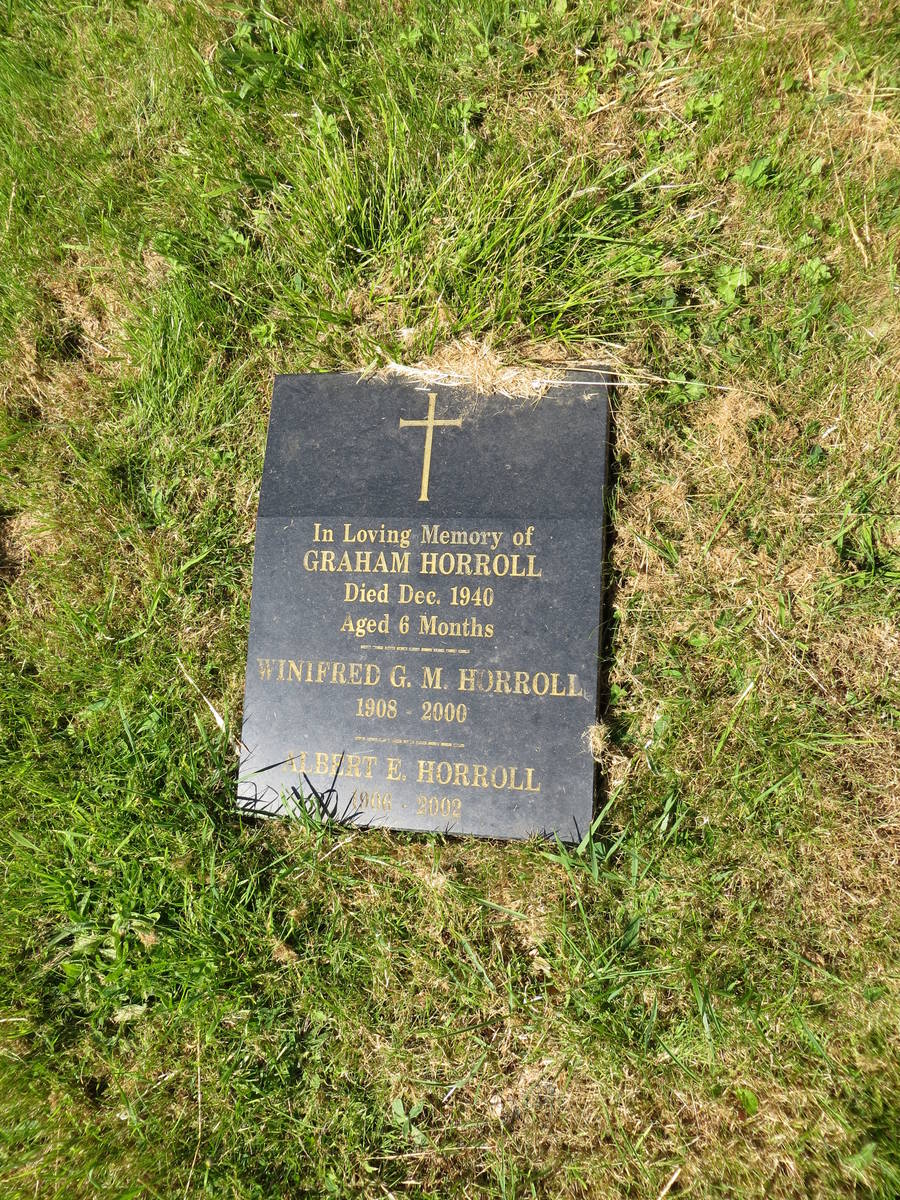 In Loving Memory of
GRAHAM HORROLL
Died Dec. 1940
Aged 6 Months
WINIFRED G. M. HORROLL
1908 - 2000
ALBERT E. HORROLL
1906 - 2002